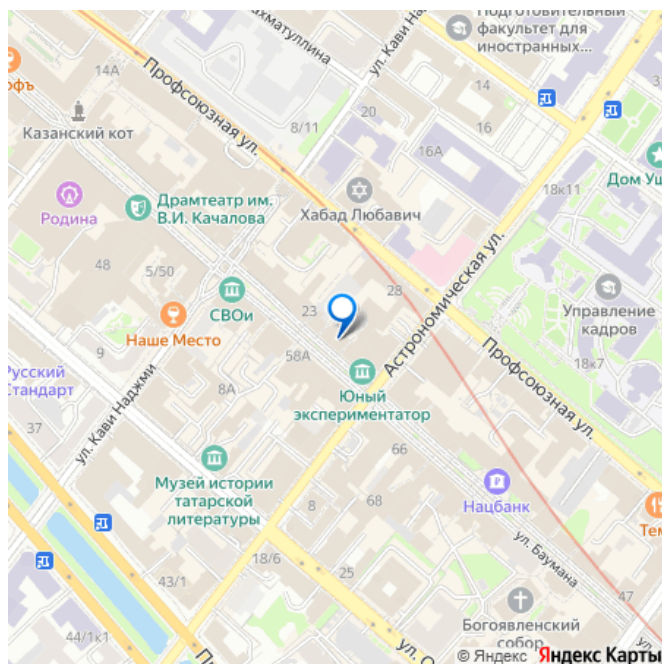 Подготовительный
факультет для
иностранных...
ул. Кави На
14А
Профсоюзная ул.
20
14
Казанский кот
8/11
16
16А
Дом Уш
18к11
Драмтеатр им.
В.И. Качалова
Хабад Любавич
Родина
48
5/50
СВОи
23
28
Астрономическая ул.
Управление
кадров
Наше Место
9
58А
Русский
Стандарт
8А
Юный
экспериментатор
18к7
Профсоюзная ул.
37
ул. Кави Наджми
66
Музей истории
татарской
литературы
8
68
Нацбанк
Тем
18/6
ул. Баумана
43/1
25
Богоявленский
собор
47
44/1к1
ул. О
© Яндекс Яндекс Карты